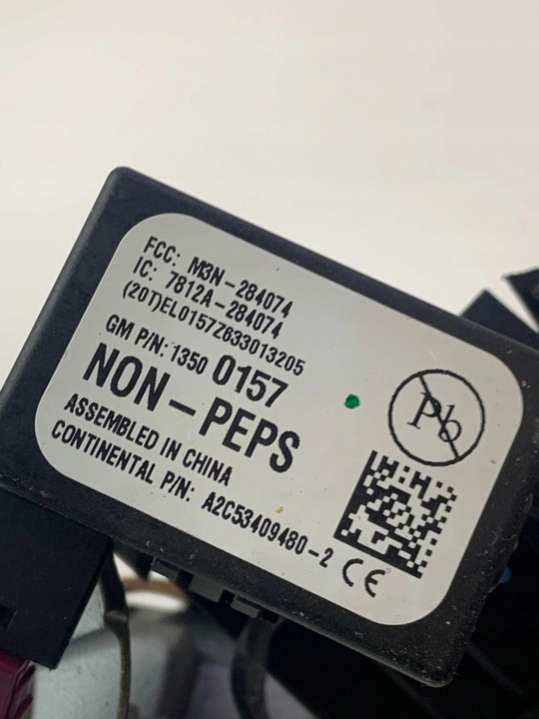 FCC: M3N-284074
IC: 7812A-284074
(20T)EL0157Z633013205
GM P/N: 1350 0157
NON-PEPS
ASSEMBLED IN CHINA
CONTINENTAL P/N: A2C53409480-2
Pb
CE